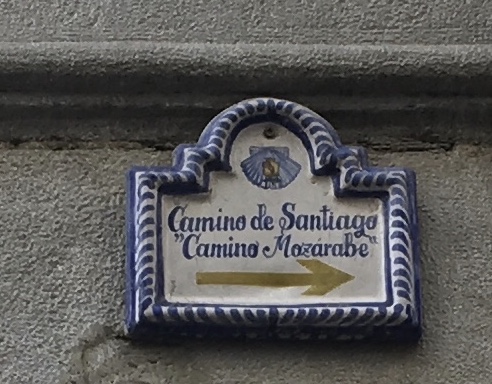 Camino de Santiago
"Camino Mozárabe"